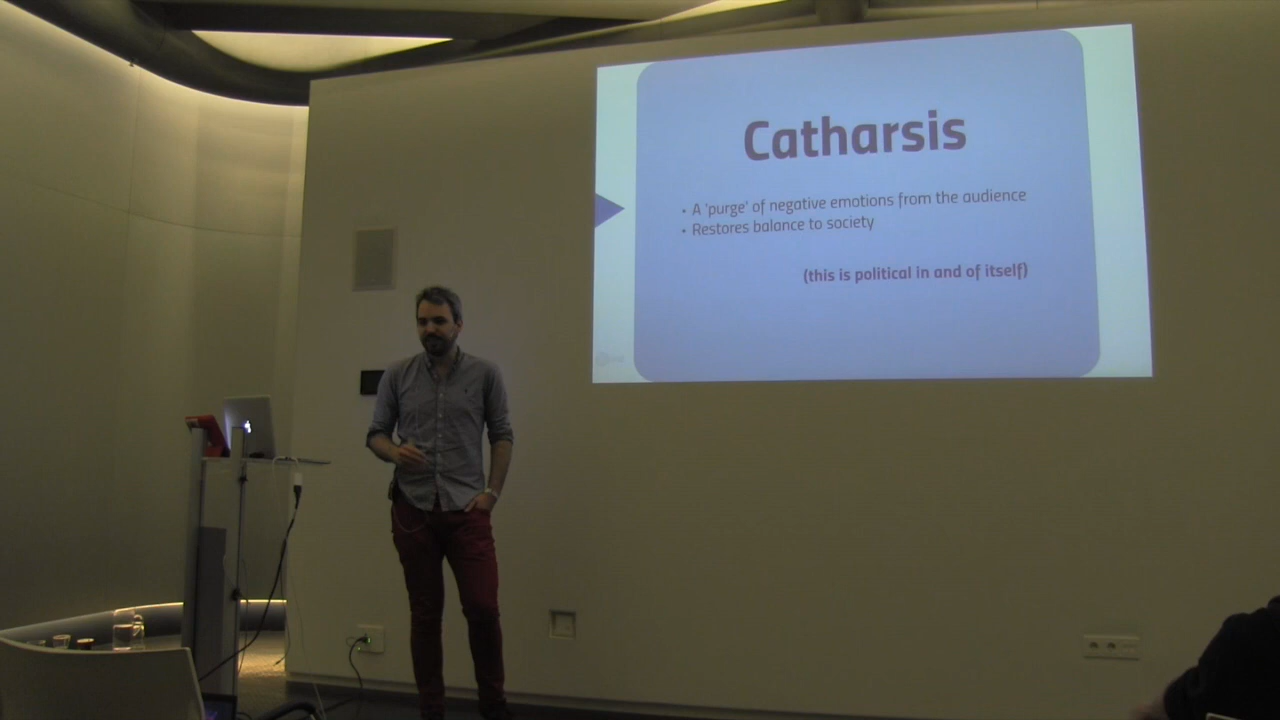 Catharsis
• A 'purge' of negative emotions from the audience
• Restores balance to society
(this is political in and of itself)